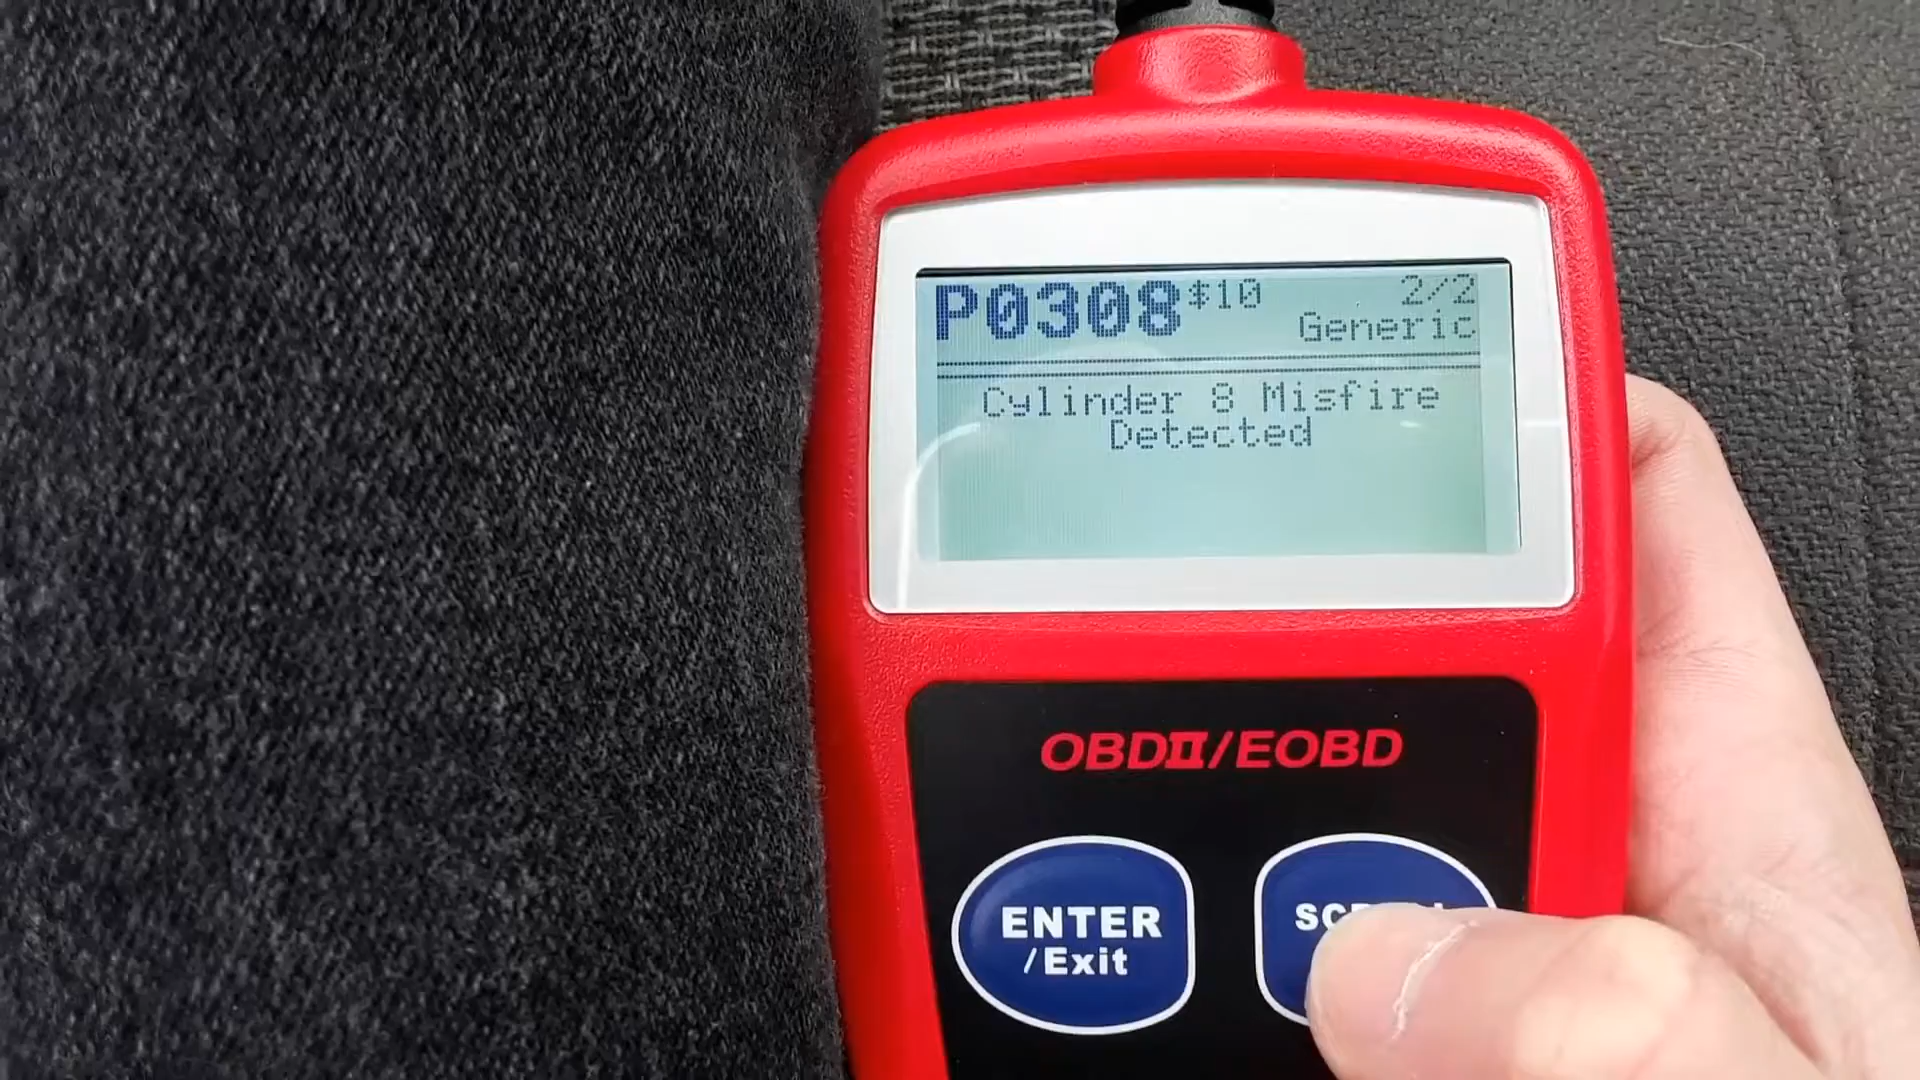 P0308 $10 2/2
Generic
Cylinder 8 Misfire
Detected
OBDII/EOBD
ENTER
/Exit